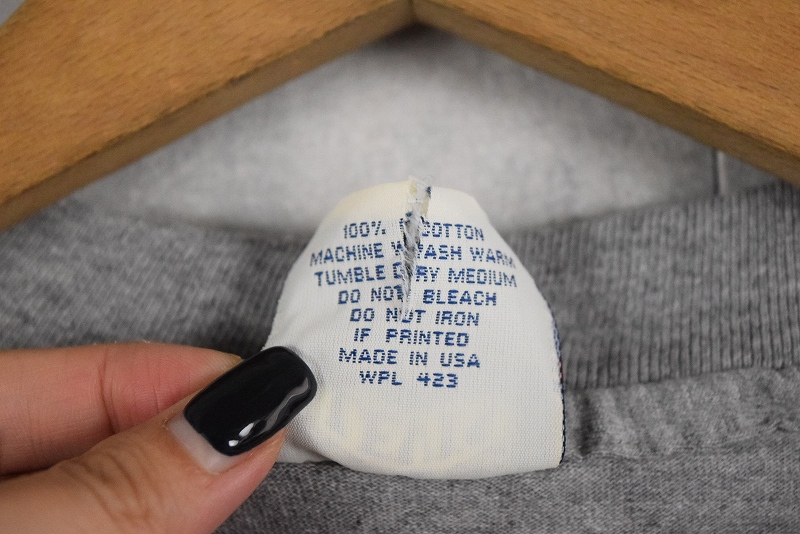 100% COTTON
MACHINE WASH WARM
TUMBLE DRY MEDIUM
DO NOT BLEACH
DO NOT IRON
IF PRINTED
MADE IN USA
WPL 423